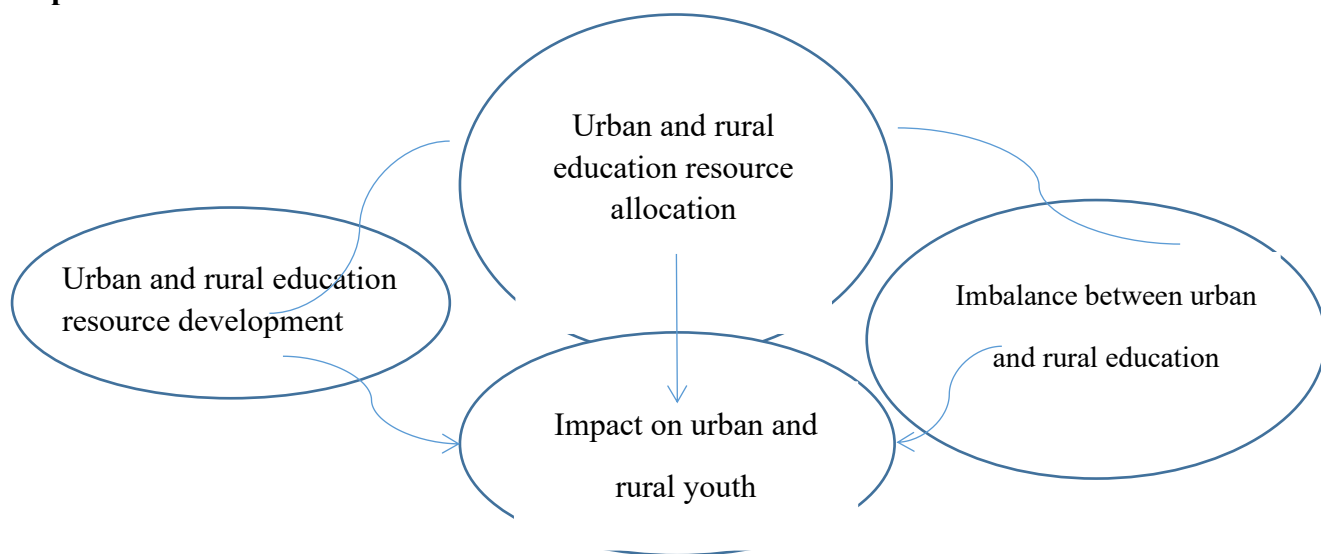 Urban and rural
education resource
allocation
Urban and rural education
resource development
Imbalance between urban
and rural education
Impact on urban and
rural youth